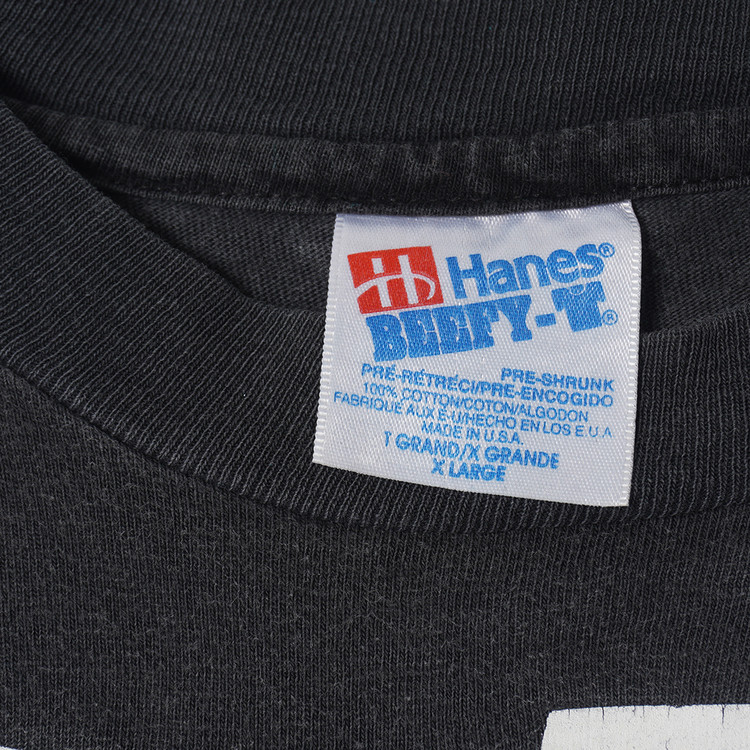 H Hanes®
BEEFY-T®
PRE-SHRUNK
PRÉ-RÉTRÉCI/PRE-ENCOGIDO
100% COTTON/COTON/ALGODON
FABRIQUÉ AUX É-U/HECHO EN LOS E.U.A.
MADE IN U.S.A.
T GRAND/X GRANDE
X LARGE